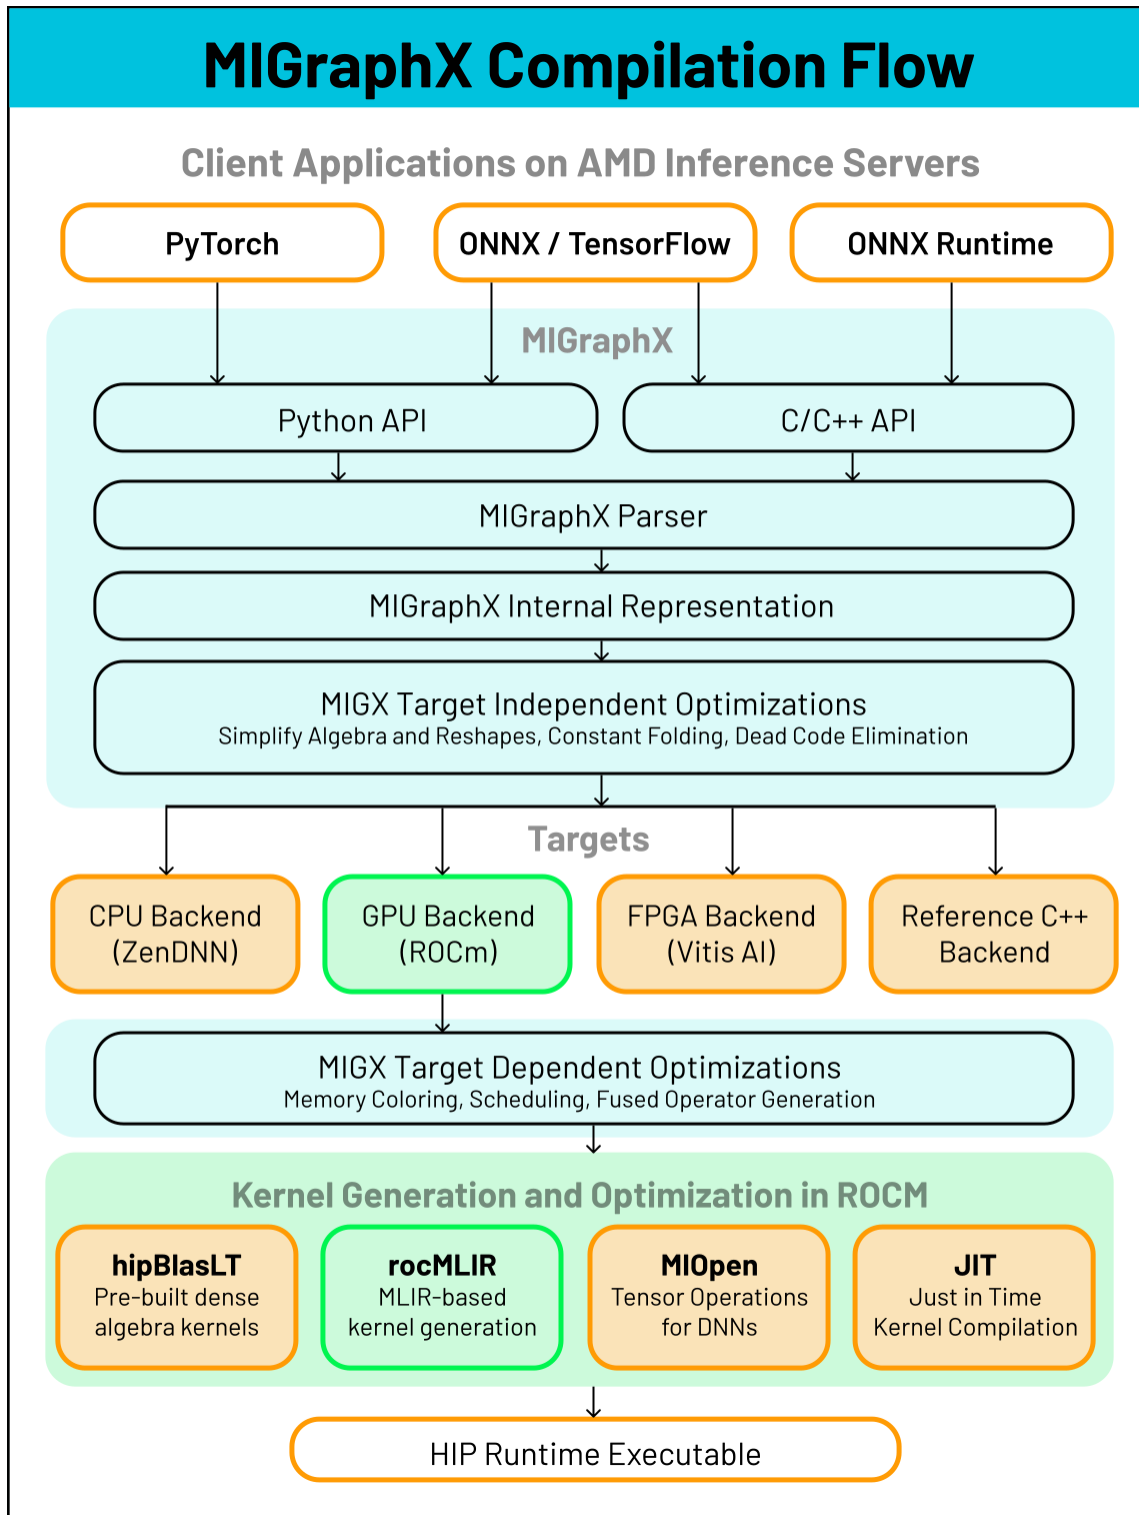 MIGraphX Compilation Flow
Client Applications on AMD Inference Servers
PyTorch
ONNX / TensorFlow
ONNX Runtime
MIGraphX
Python API
C/C++ API
MIGraphX Parser
MIGraphX Internal Representation
MIGX Target Independent Optimizations
Simplify Algebra and Reshapes, Constant Folding, Dead Code Elimination
Targets
CPU Backend
(ZenDNN)
GPU Backend
(ROCm)
FPGA Backend
(Vitis AI)
Reference C++
Backend
MIGX Target Dependent Optimizations
Memory Coloring, Scheduling, Fused Operator Generation
Kernel Generation and Optimization in ROCM
hipBlasLT
Pre-built dense
algebra kernels
rocMLIR
MLIR-based
kernel generation
MIOpen
Tensor Operations
for DNNs
JIT
Just in Time
Kernel Compilation
HIP Runtime Executable